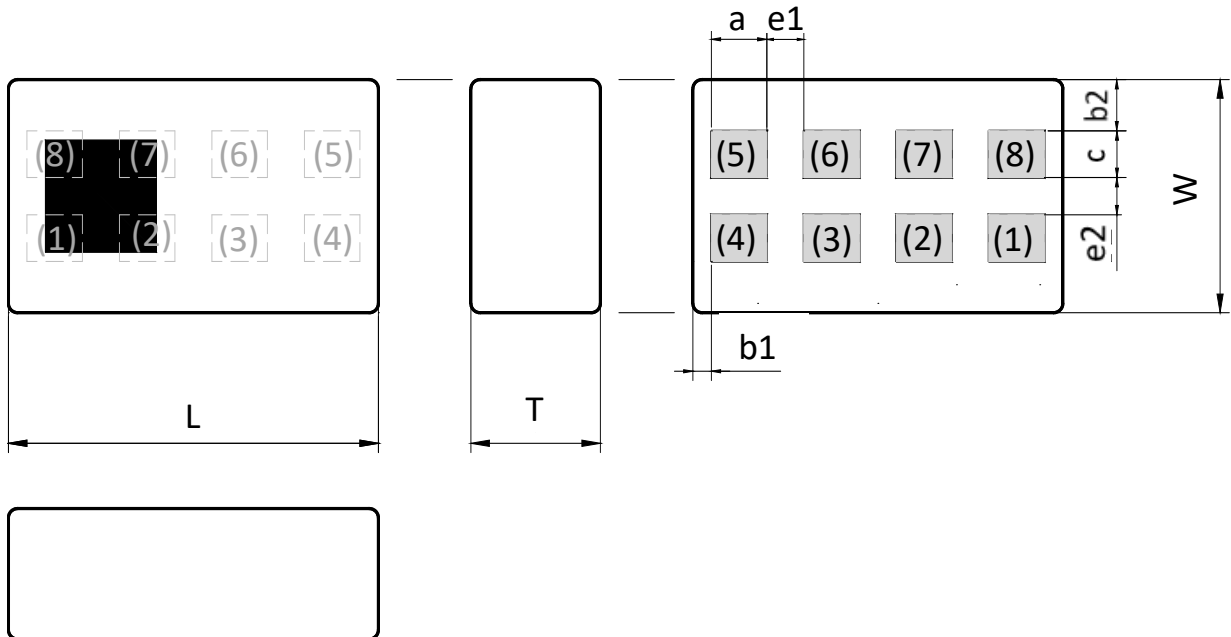 a e1
(8) (7) (6) (5)
(1) (2) (3) (4)
(5) (6) (7) (8)
(4) (3) (2) (1)
b2
c
e2
W
b1
L
T